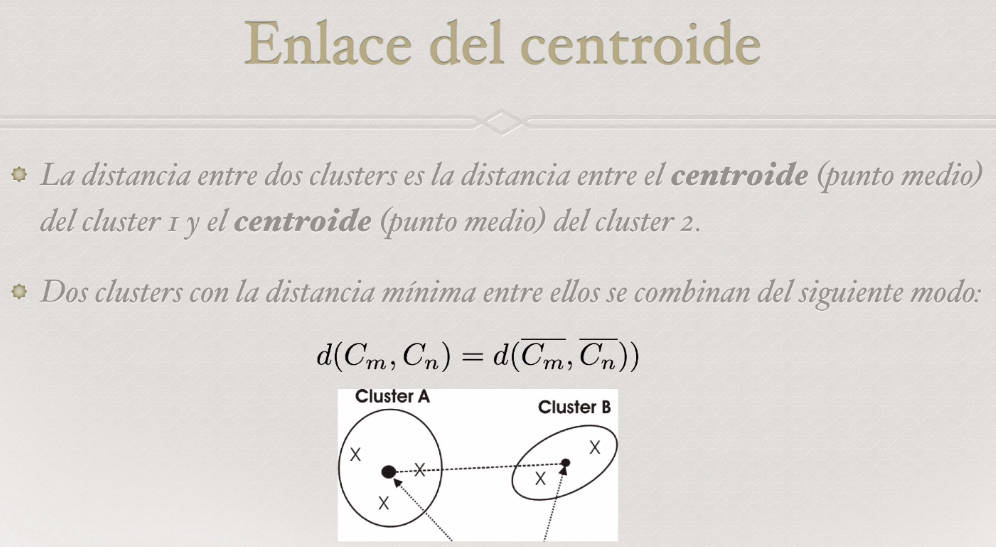 Enlace del centroide
La distancia entre dos clusters es la distancia entre el centroide (punto medio)
del cluster 1 y el centroide (punto medio) del cluster 2.
Dos clusters con la distancia mínima entre ellos se combinan del siguiente modo:
d(C_m, C_n) = d(\overline{C_m}, \overline{C_n}))
Cluster A
Cluster B
X
X
X
X
X